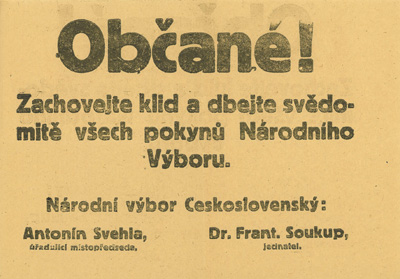 Občané!
Zachovejte klid a dbejte svědo-
mitě všech pokynů Národního
Výboru.
Národní výbor Československý:
Antonín Svehla,
úřadující místopředseda,
Dr. Frant. Soukup,
jednatel.